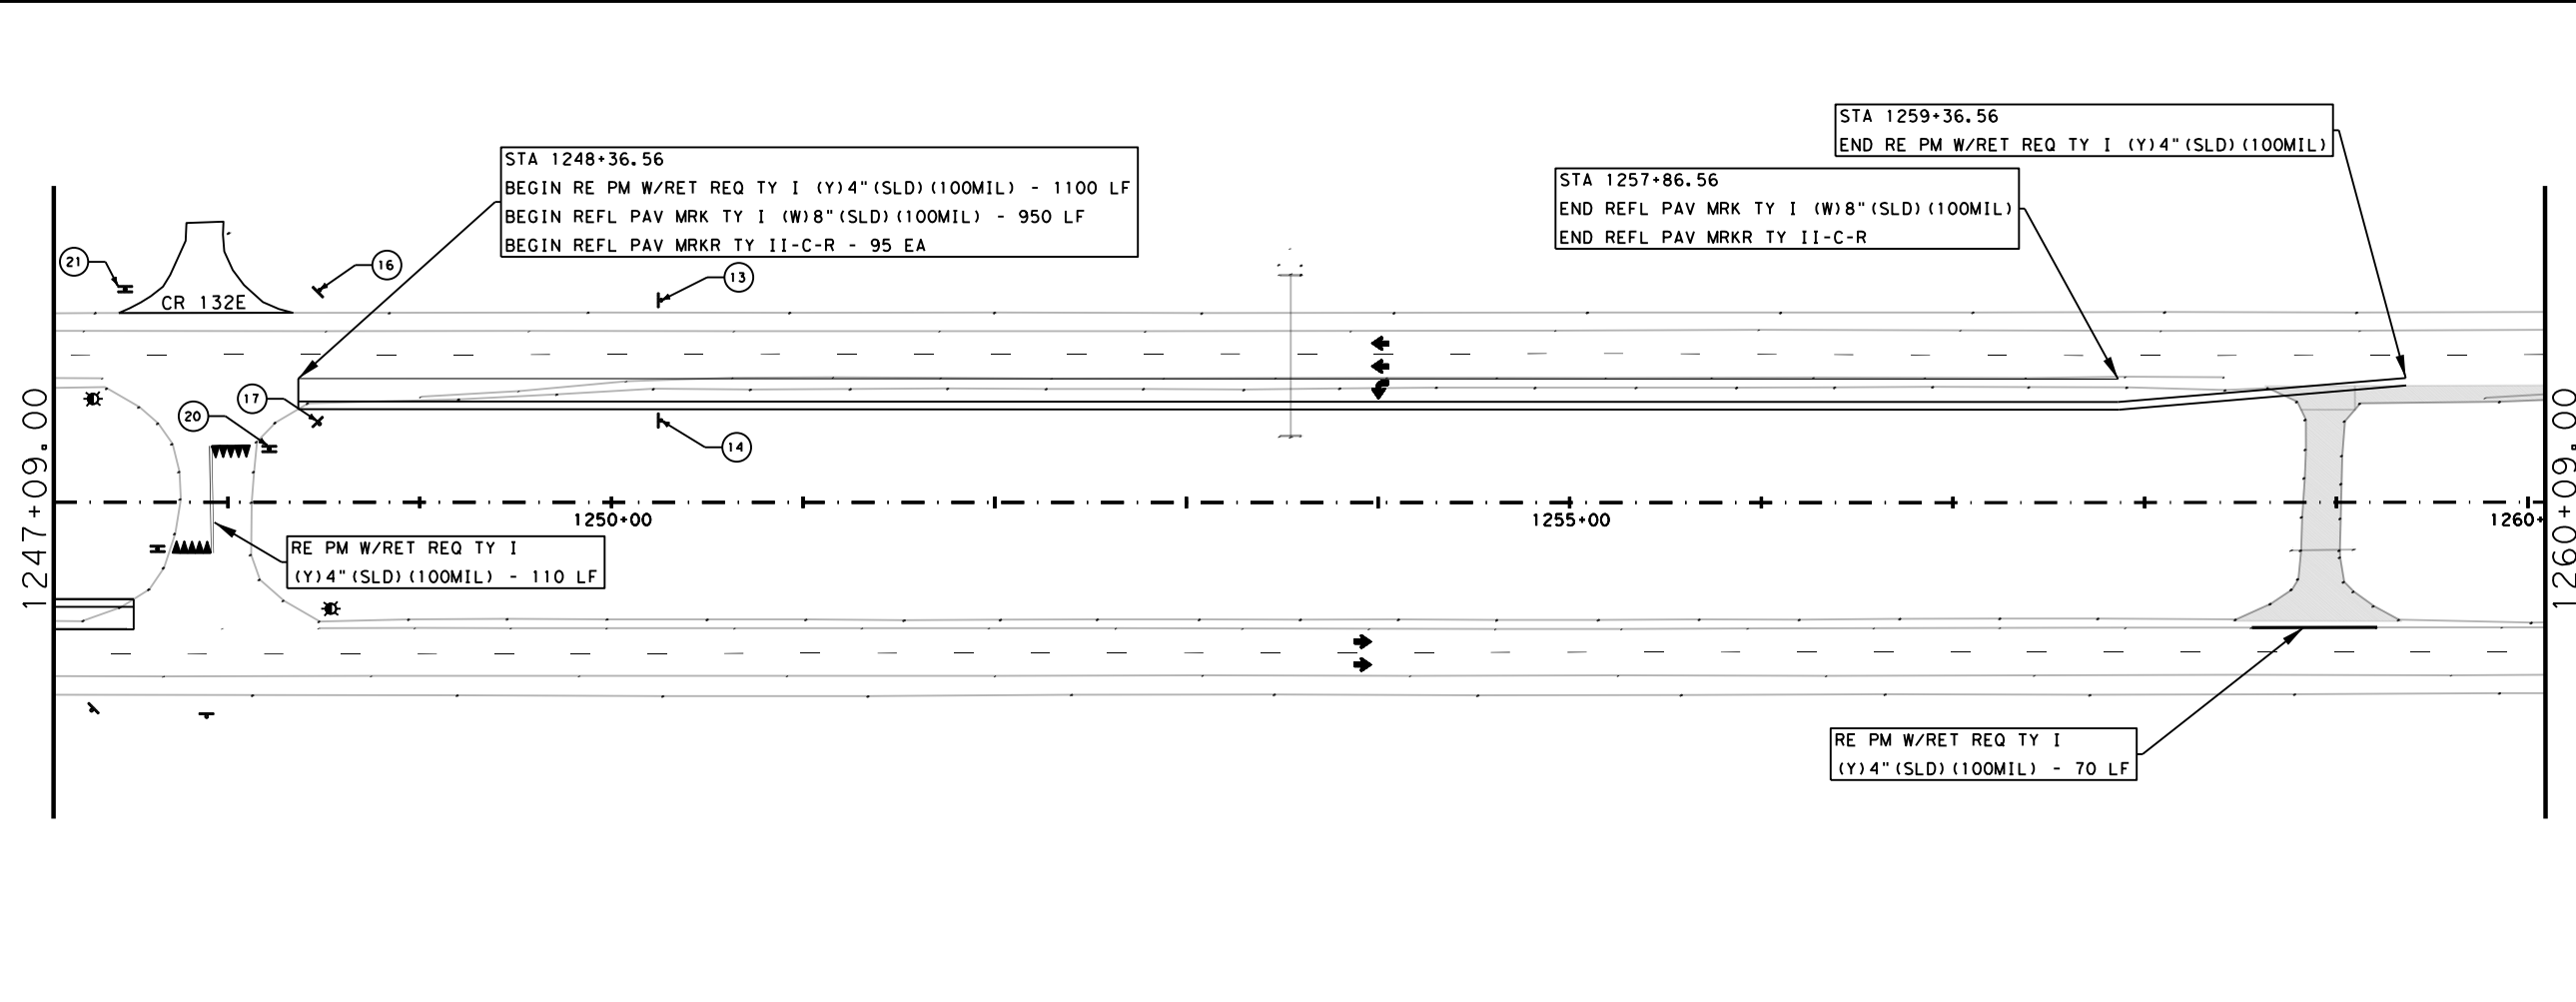 STA 1259+36.56
END RE PM W/RET REQ TY I (Y)4"(SLD)(100MIL)
STA 1248+36.56
BEGIN RE PM W/RET REQ TY I (Y)4"(SLD)(100MIL) - 1100 LF
BEGIN REFL PAV MRK TY I (W)8"(SLD)(100MIL) - 950 LF
BEGIN REFL PAV MRKR TY II-C-R - 95 EA
STA 1257+86.56
END REFL PAV MRK TY I (W)8"(SLD)(100MIL)
END REFL PAV MRKR TY II-C-R
21
16
13
CR 132E
17
20
14
1247+09.00
1260+09.00
1250+00
1255+00
1260+
RE PM W/RET REQ TY I
(Y)4"(SLD)(100MIL) - 110 LF
RE PM W/RET REQ TY I
(Y)4"(SLD)(100MIL) - 70 LF